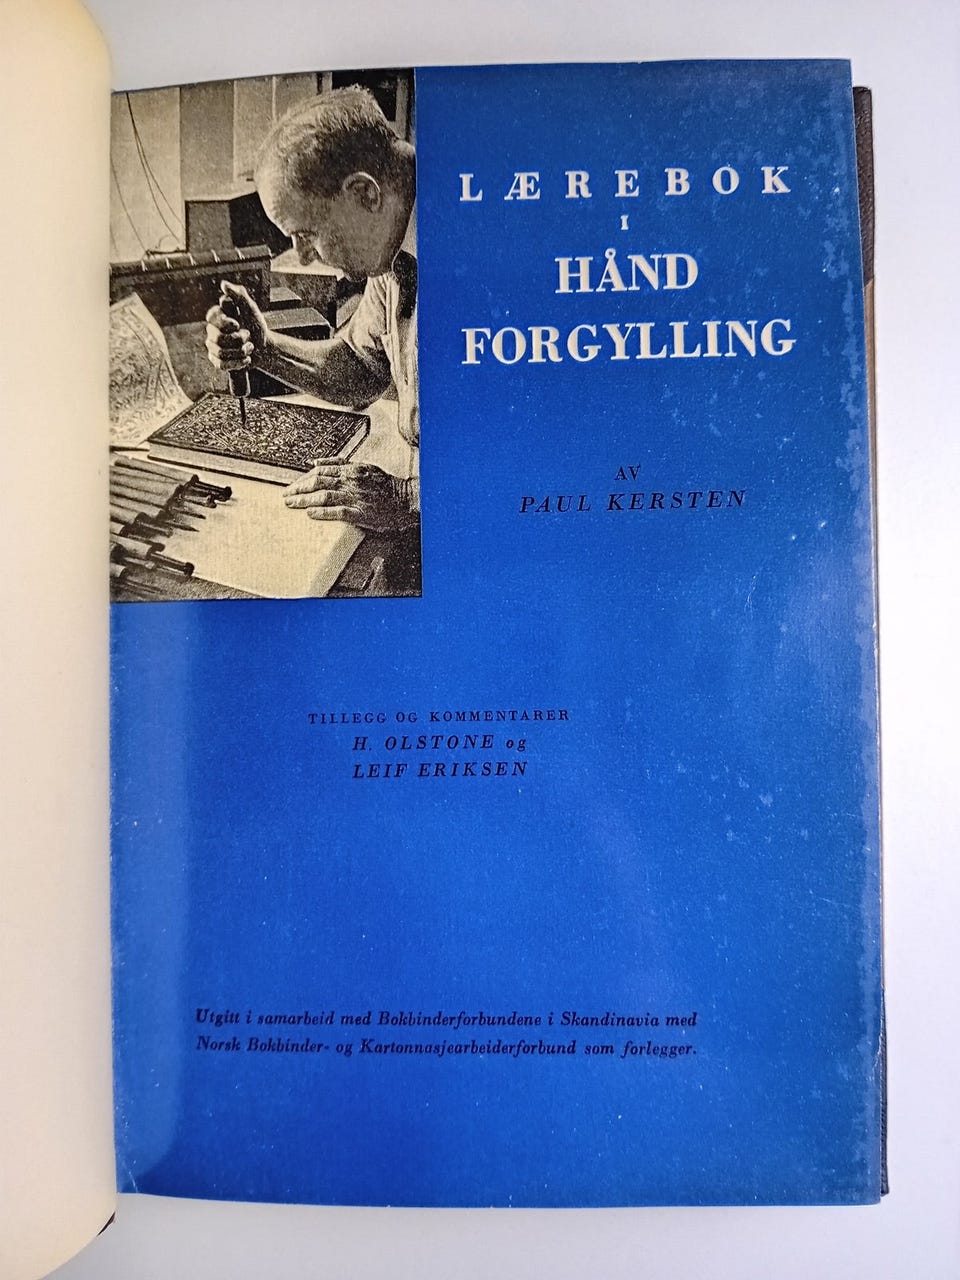 LÆREBOK
I
HÅND
FORGYLLING
AV
PAUL KERSTEN
TILLEGG OG KOMMENTARER
H. OLSTONE og
LEIF ERIKSEN
Utgitt i samarbeid med Bokbinderforbundene i Skandinavia med
Norsk Bokbinder- og Kartonnasjearbeiderforbund som forlegger.